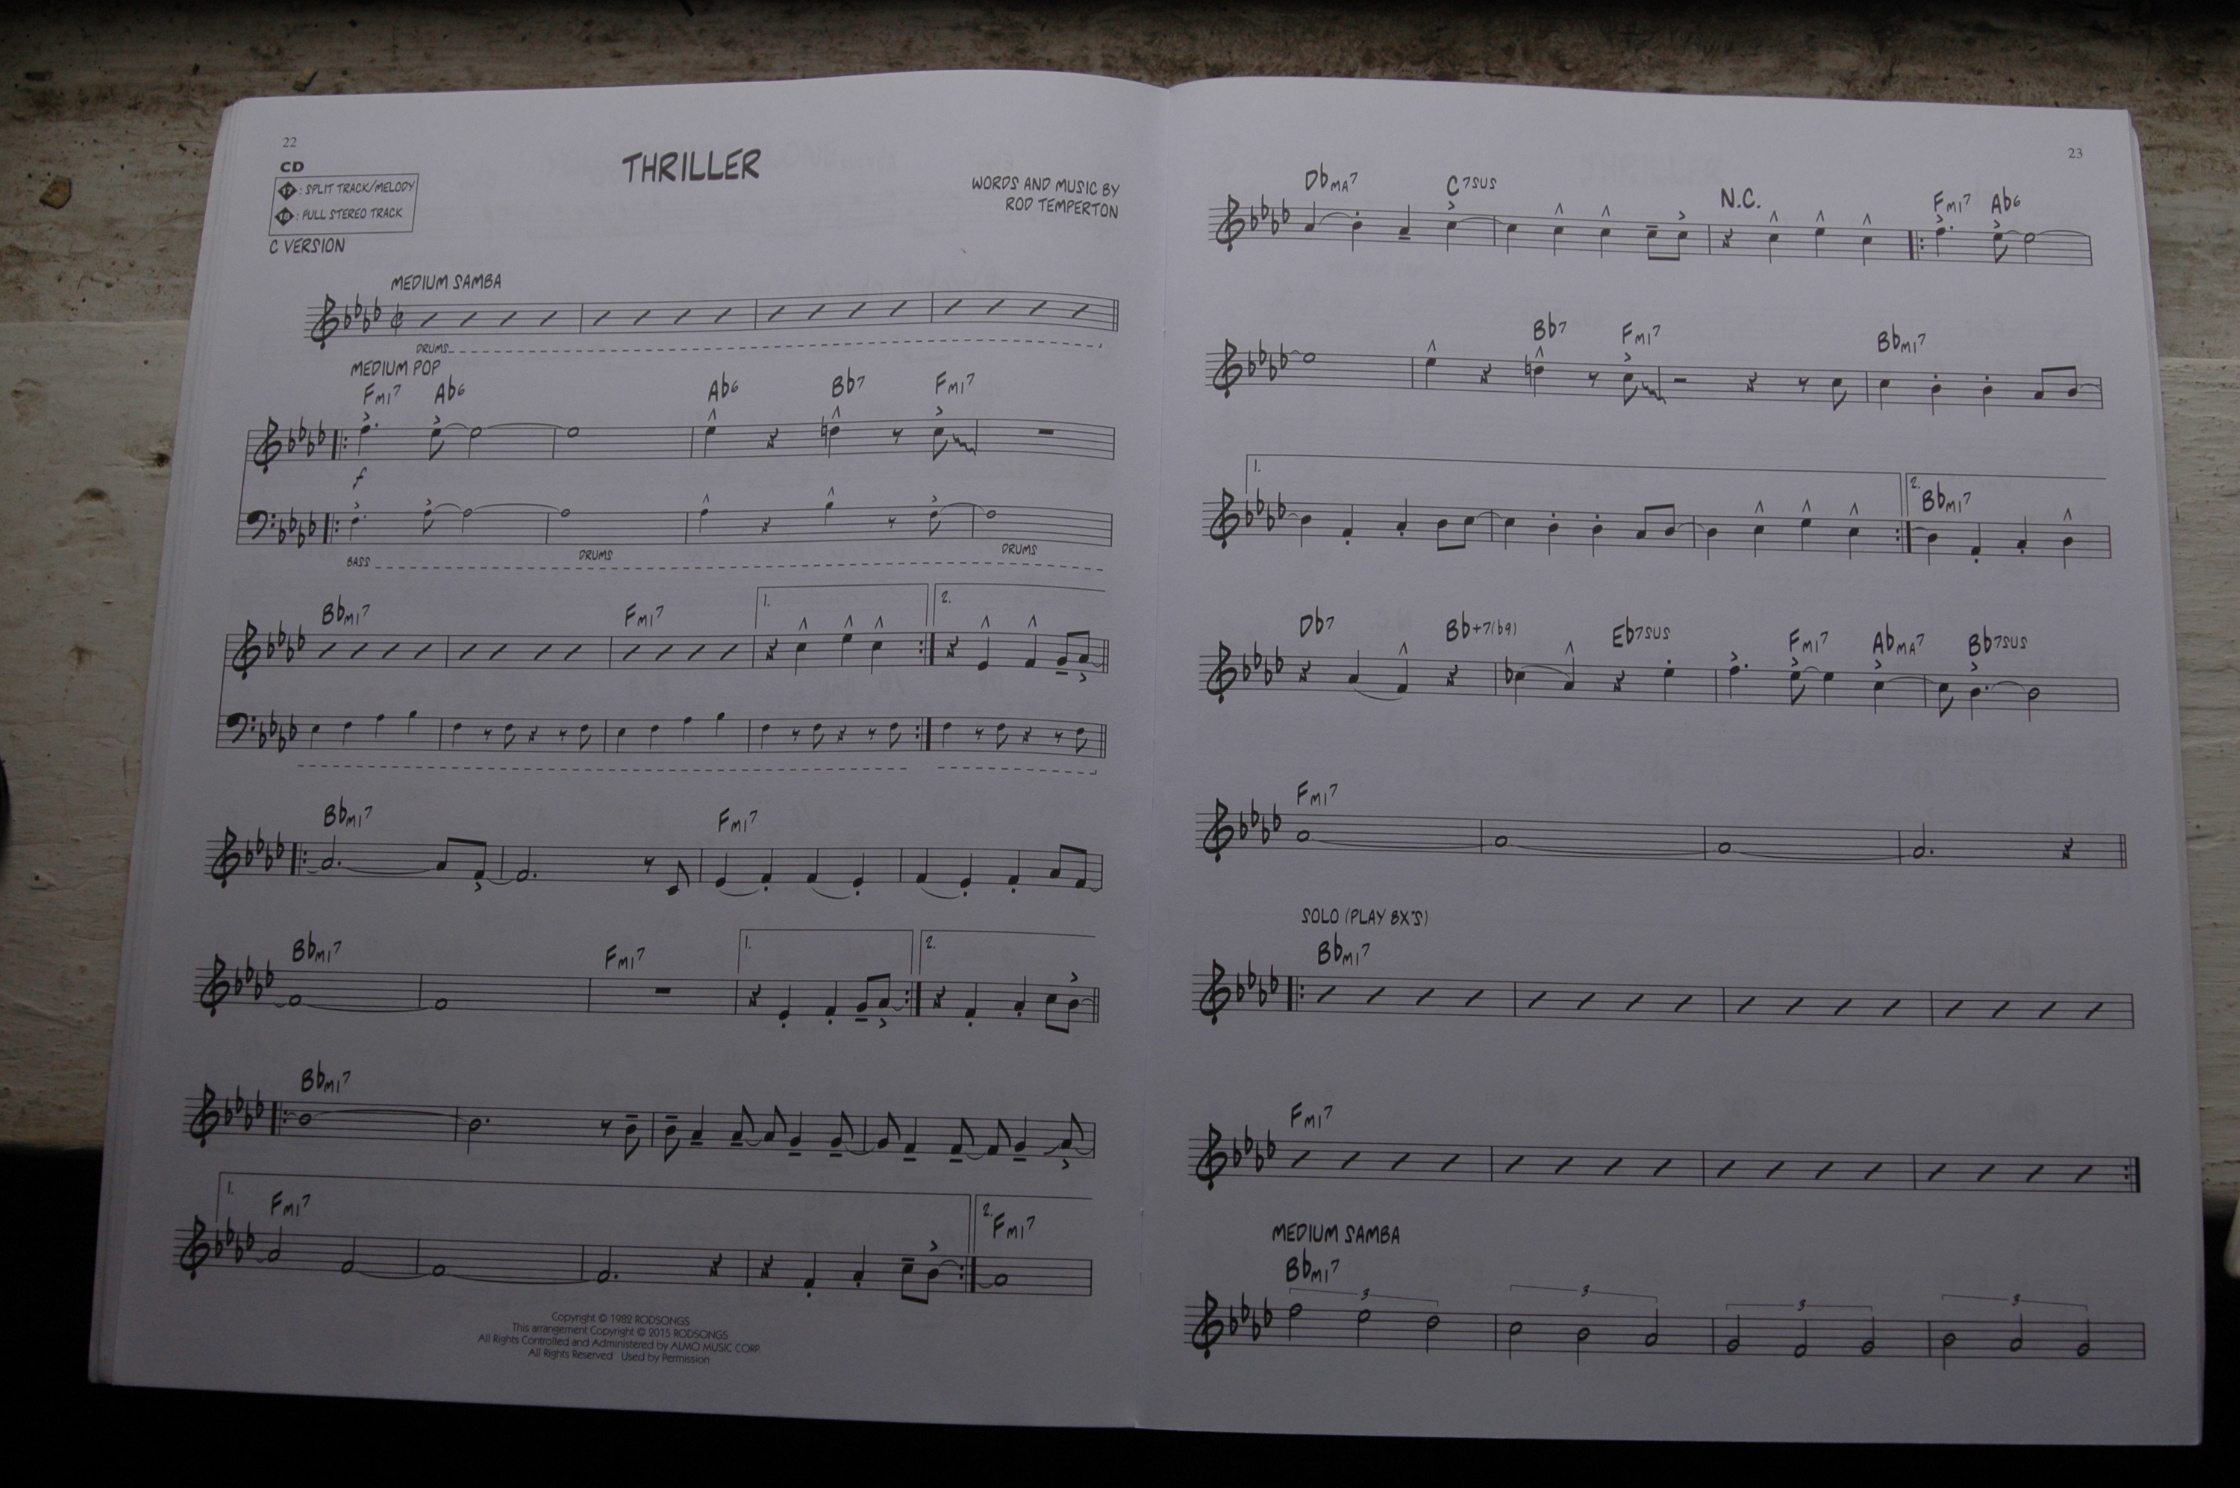 22
CD
17: SPLIT TRACK/MELODY
18: FULL STEREO TRACK
C VERSION
THRILLER
WORDS AND MUSIC BY
ROD TEMPERTON
MEDIUM SAMBA
DRUMS
MEDIUM POP
FMI7 Ab6 Ab6 Bb7 FMI7
f
BASS DRUMS DRUMS
BbMI7 FMI7 1. 2.
BbMI7 FMI7
BbMI7 FMI7 1. 2.
BbMI7
1. FMI7 2. FMI7
Copyright © 1982 RODSONGS
This arrangement Copyright © 2015 RODSONGS
All Rights Controlled and Administered by ALMO MUSIC CORP.
All Rights Reserved Used by Permission
23
DbMA7 C7SUS N.C. FMI7 Ab6
Bb7 FMI7 BbMI7
1. 2. BbMI7
Db7 Bb+7(b9) Eb7SUS FMI7 AbMA7 Bb7SUS
FMI7
SOLO (PLAY 8X'S)
BbMI7
FMI7
MEDIUM SAMBA
BbMI7
3 3 3 3